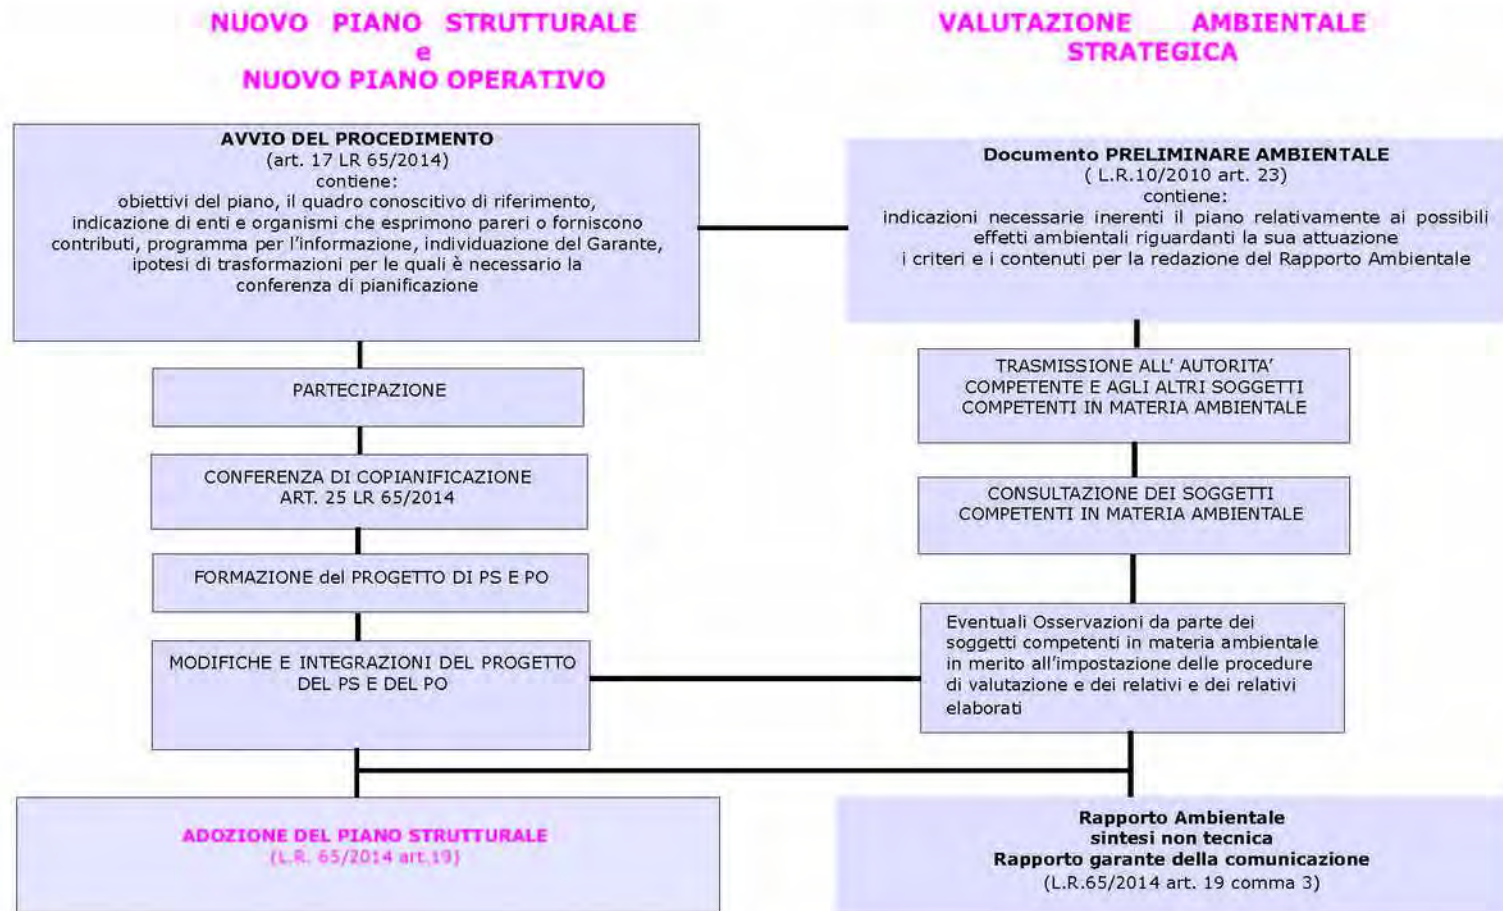 NUOVO PIANO STRUTTURALE
e
NUOVO PIANO OPERATIVO
VALUTAZIONE AMBIENTALE
STRATEGICA
AVVIO DEL PROCEDIMENTO
(art. 17 LR 65/2014)
contiene:
obiettivi del piano, il quadro conoscitivo di riferimento,
indicazione di enti e organismi che esprimono pareri o forniscono
contributi, programma per l'informazione, individuazione del Garante,
ipotesi di trasformazioni per le quali è necessario la
conferenza di pianificazione
Documento PRELIMINARE AMBIENTALE
( L.R.10/2010 art. 23)
contiene:
indicazioni necessarie inerenti il piano relativamente ai possibili
effetti ambientali riguardanti la sua attuazione
i criteri e i contenuti per la redazione del Rapporto Ambientale
PARTECIPAZIONE
CONFERENZA DI COPIANIFICAZIONE
ART. 25 LR 65/2014
FORMAZIONE del PROGETTO DI PS E PO
MODIFICHE E INTEGRAZIONI DEL PROGETTO
DEL PS E DEL PO
TRASMISSIONE ALL' AUTORITA'
COMPETENTE E AGLI ALTRI SOGGETTI
COMPETENTI IN MATERIA AMBIENTALE
CONSULTAZIONE DEI SOGGETTI
COMPETENTI IN MATERIA AMBIENTALE
Eventuali Osservazioni da parte dei
soggetti competenti in materia ambientale
in merito all'impostazione delle procedure
di valutazione e dei relativi e dei relativi
elaborati
ADOZIONE DEL PIANO STRUTTURALE
(L.R. 65/2014 art.19)
Rapporto Ambientale
sintesi non tecnica
Rapporto garante della comunicazione
(L.R.65/2014 art. 19 comma 3)